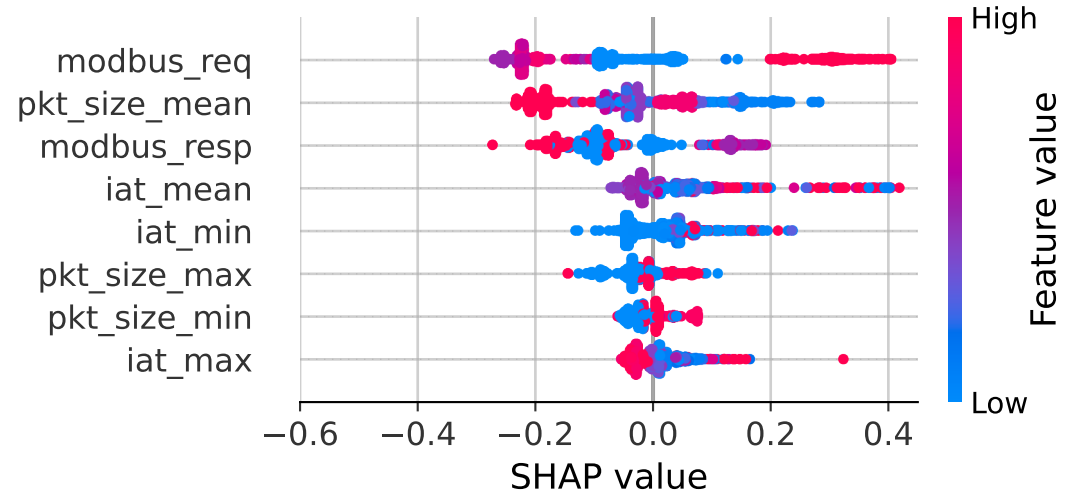 High
modbus_req
pkt_size_mean
modbus_resp
iat_mean
iat_min
pkt_size_max
pkt_size_min
iat_max
Feature value
Low
−0.6 −0.4 −0.2 0.0 0.2 0.4
SHAP value